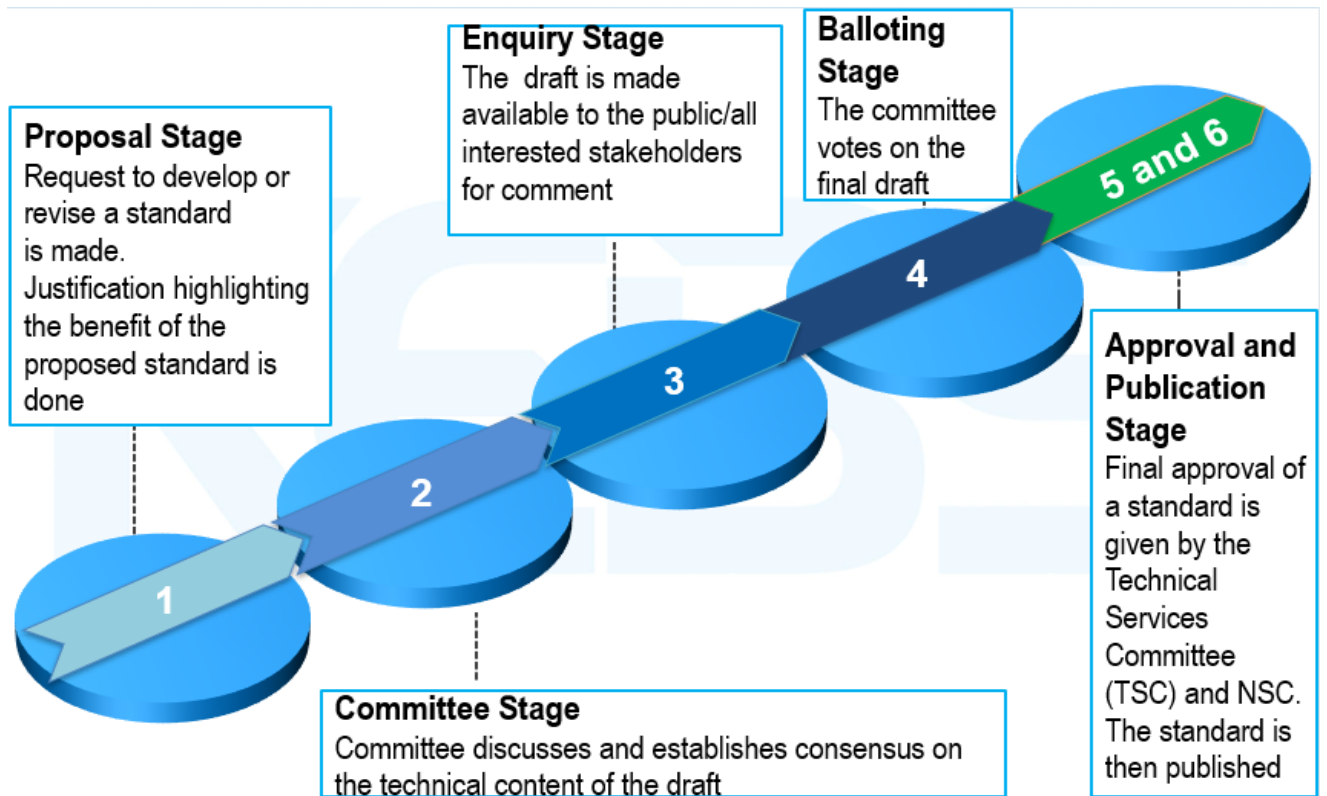 Proposal Stage
Request to develop or
revise a standard
is made.
Justification highlighting
the benefit of the
proposed standard is
done
1
Committee Stage
Committee discusses and establishes consensus on
the technical content of the draft
2
Enquiry Stage
The draft is made
available to the public/all
interested stakeholders
for comment
3
Balloting
Stage
The committee
votes on the
final draft
4
5 and 6
Approval and
Publication
Stage
Final approval of
a standard is
given by the
Technical
Services
Committee
(TSC) and NSC.
The standard is
then published